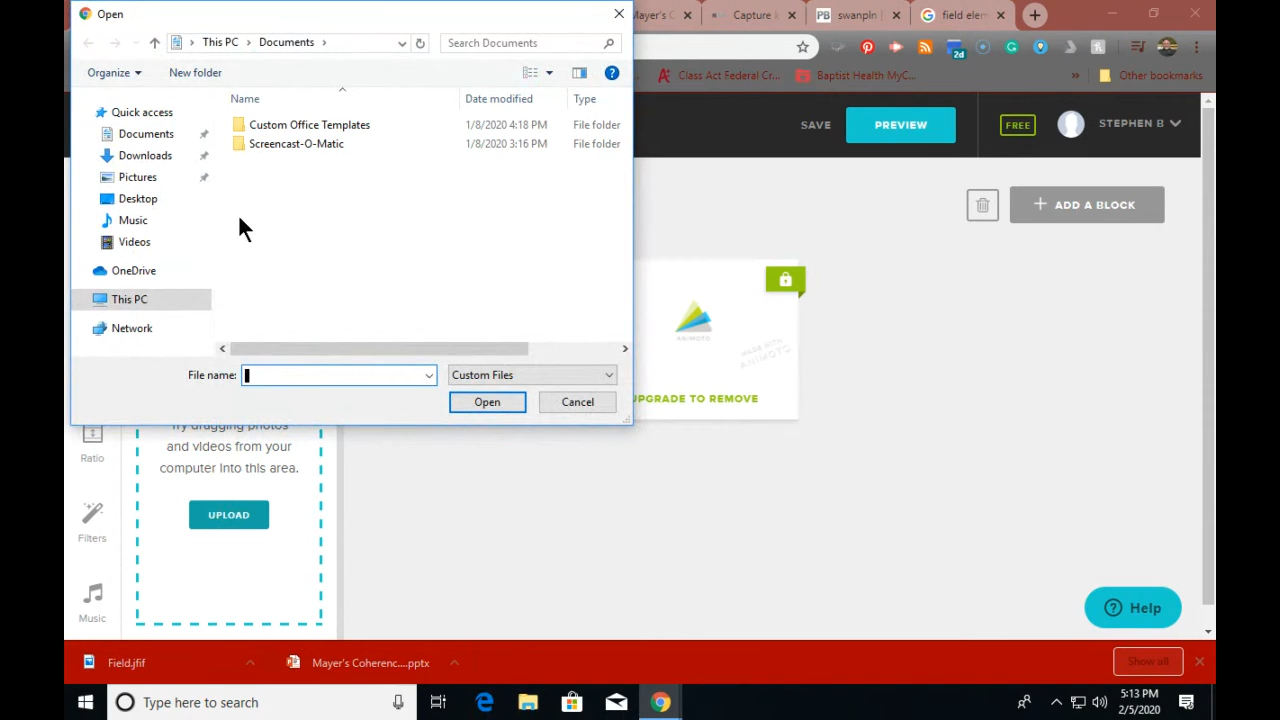 Open
Mayer's C
Capture k
PB swanpln
field elem
2d
Class Act Federal Cr...
Baptist Health MyC...
»
Other bookmarks
This PC > Documents >
Search Documents
Organize
New folder
Name
Date modified
Type
Quick access
Documents
Downloads
Pictures
Desktop
Music
Videos
OneDrive
This PC
Network
Custom Office Templates 1/8/2020 4:18 PM File folder
Screencast-O-Matic 1/8/2020 3:16 PM File folder
File name:
Custom Files
Open
Cancel
SAVE
PREVIEW
FREE
STEPHEN B
+ ADD A BLOCK
ANIMOTO
MADE WITH
ANIMOTO
UPGRADE TO REMOVE
Ratio
Filters
Music
Try dragging photos
and videos from your
computer into this area.
UPLOAD
Help
Field.jfif
Mayer's Coherenc....pptx
Show all
Type here to search
5:13 PM
2/5/2020